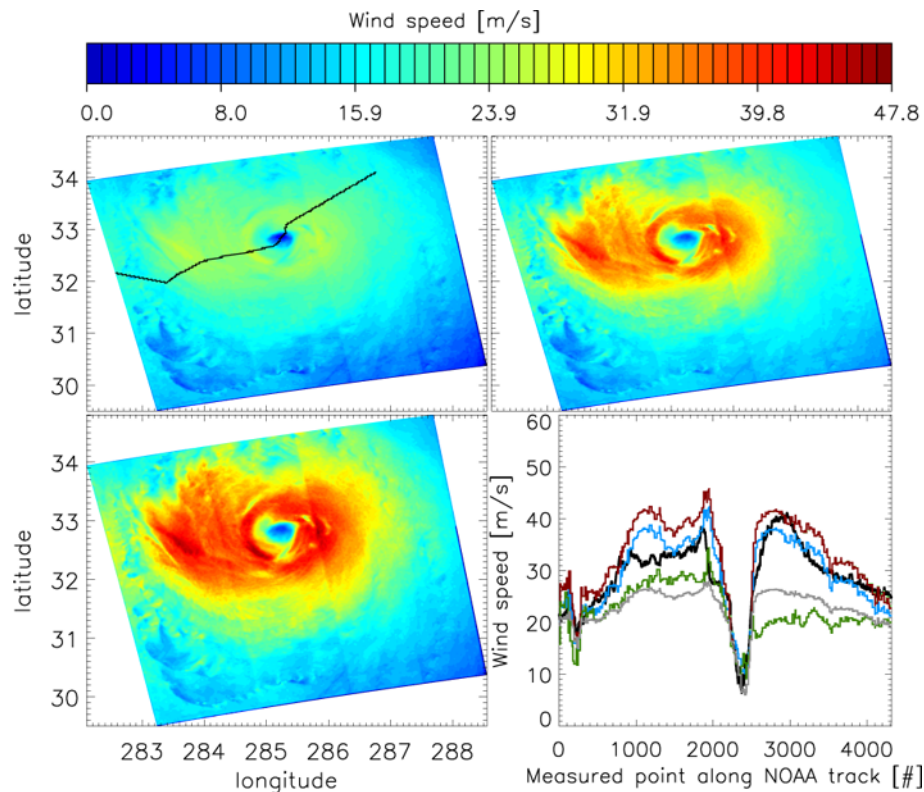 Wind speed [m/s]
0.0 8.0 15.9 23.9 31.9 39.8 47.8
latitude
34
33
32
31
30
latitude
34
33
32
31
30
283 284 285 286 287 288
longitude
Wind speed [m/s]
60
50
40
30
20
10
0
0 1000 2000 3000 4000
Measured point along NOAA track [#]